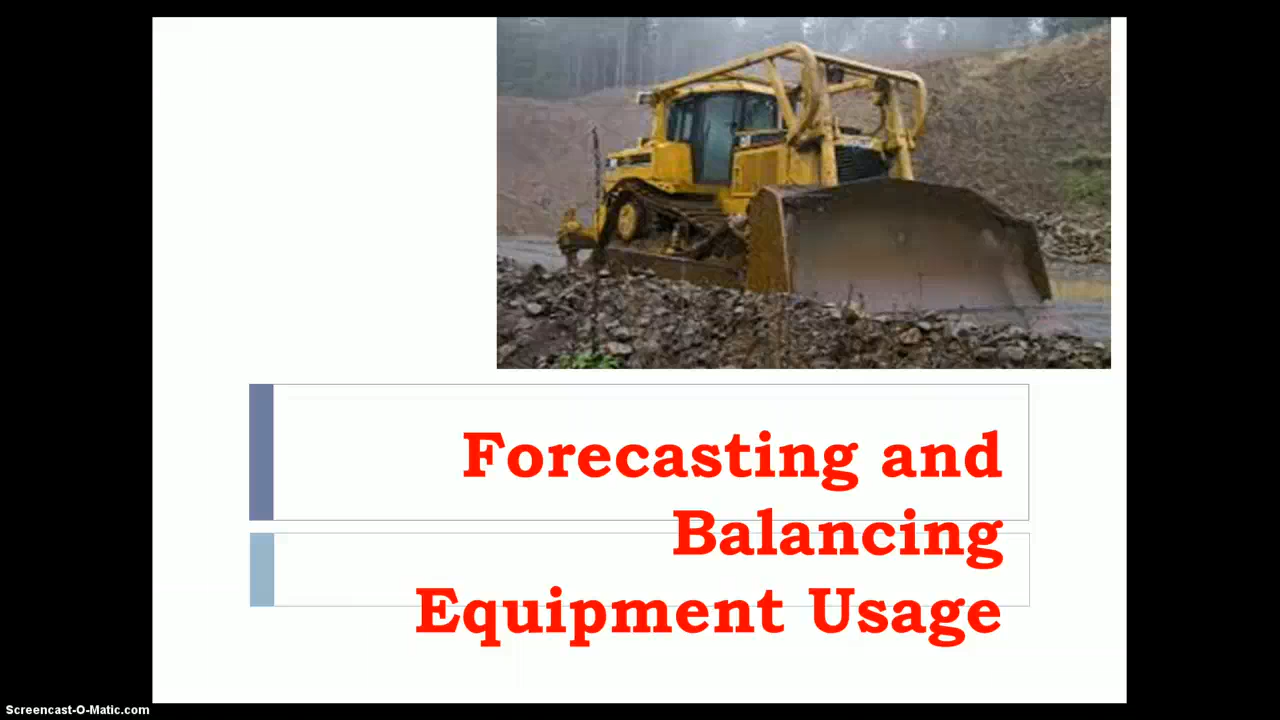 Forecasting and
Balancing
Equipment Usage
Screencast-O-Matic.com